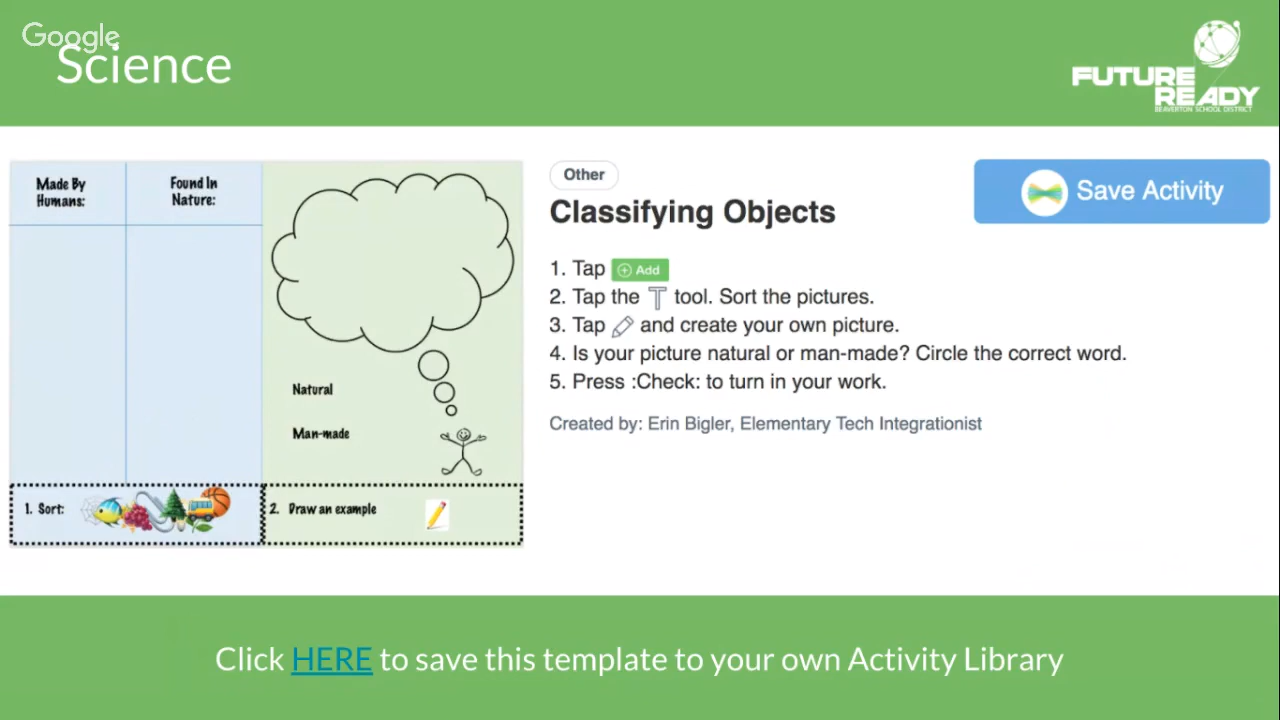 Google
Science
FUTURE
READY
BEAVERTON SCHOOL DISTRICT
Made By
Humans:
Found In
Nature:
Natural
Man-made
1. Sort:
2. Draw an example
Other
Classifying Objects
Save Activity
1. Tap Add
2. Tap the T tool. Sort the pictures.
3. Tap and create your own picture.
4. Is your picture natural or man-made? Circle the correct word.
5. Press :Check: to turn in your work.
Created by: Erin Bigler, Elementary Tech Integrationist
Click HERE to save this template to your own Activity Library